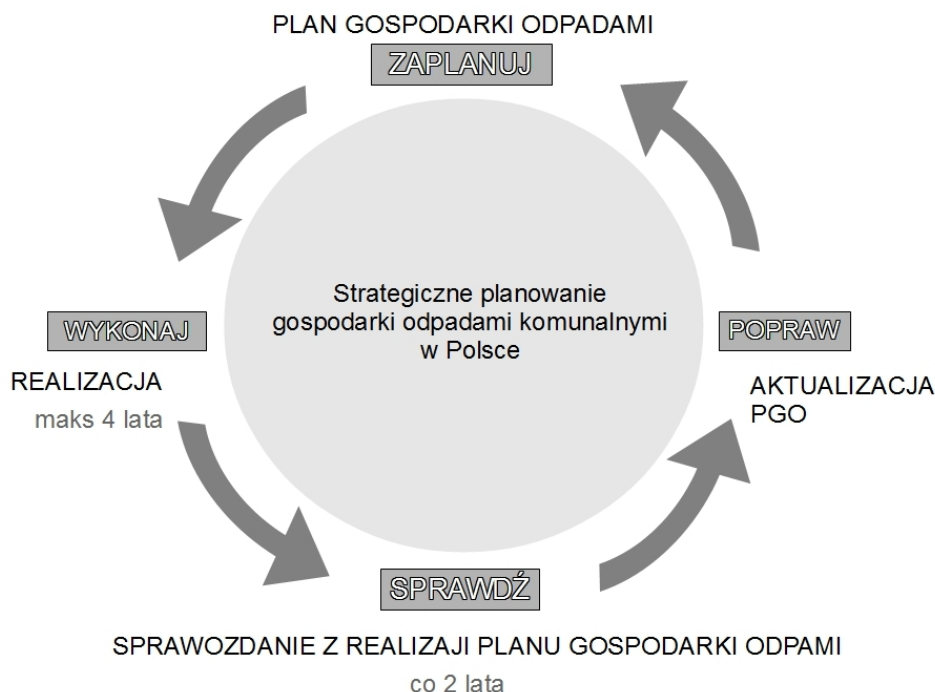 PLAN GOSPODARKI ODPADAMI
ZAPLANUJ
Strategiczne planowanie
gospodarki odpadami komunalnymi
w Polsce
WYKONAJ
REALIZACJA
maks 4 lata
POPRAW
AKTUALIZACJA
PGO
SPRAWDŹ
SPRAWOZDANIE Z REALIZAJI PLANU GOSPODARKI ODPAMI
co 2 lata